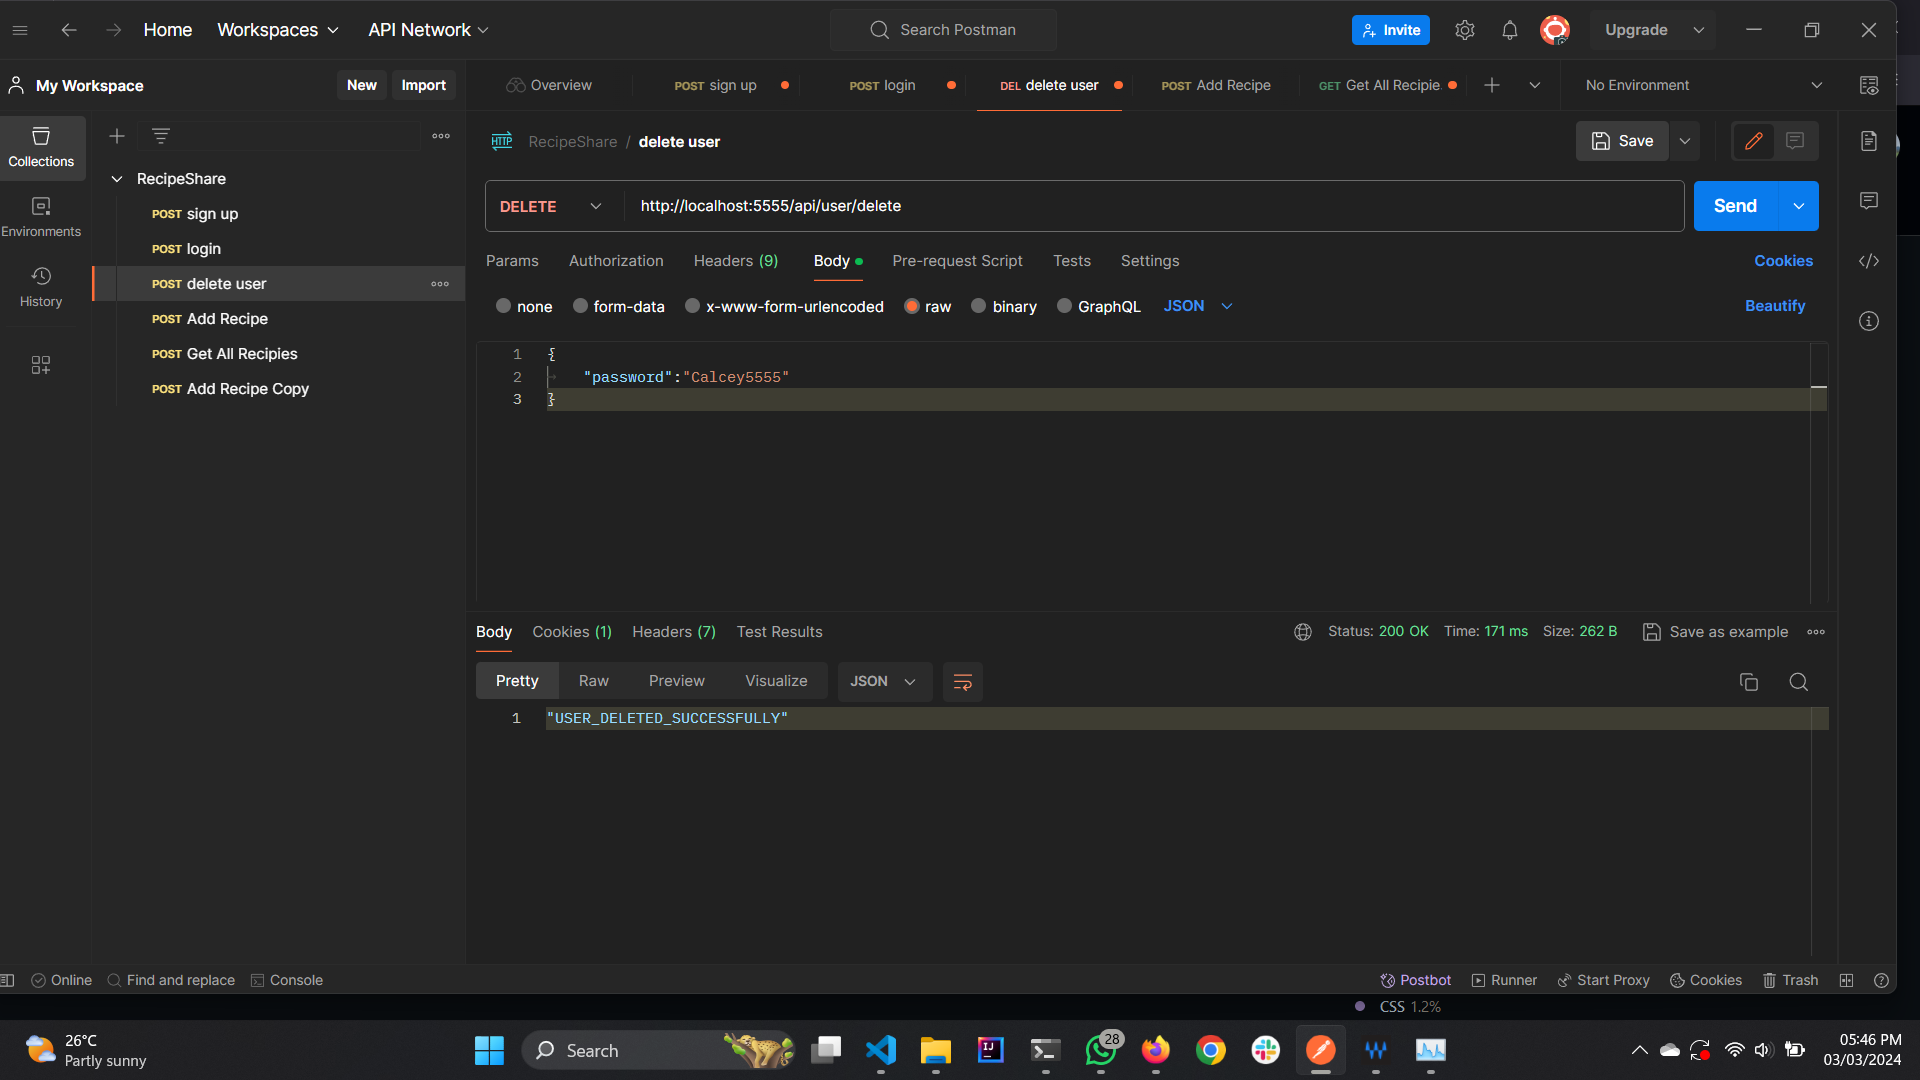 Home Workspaces API Network Search Postman Invite Upgrade
My Workspace New Import Overview POST sign up POST login DEL delete user POST Add Recipe GET Get All Recipie No Environment
HTTP RecipeShare / delete user Save
Collections
RecipeShare
POST sign up
POST login
POST delete user
POST Add Recipe
POST Get All Recipies
POST Add Recipe Copy
Environments
History
DELETE http://localhost:5555/api/user/delete Send
Params Authorization Headers (9) Body Pre-request Script Tests Settings Cookies
none form-data x-www-form-urlencoded raw binary GraphQL JSON Beautify
1 {
2 "password":"Calcey5555"
3 }
Body Cookies (1) Headers (7) Test Results Status: 200 OK Time: 171 ms Size: 262 B Save as example
Pretty Raw Preview Visualize JSON
1 "USER_DELETED_SUCCESSFULLY"
Online Find and replace Console Postbot Runner Start Proxy Cookies Trash
CSS 1.2%
26°C
Partly sunny
Search
28
05:46 PM
03/03/2024